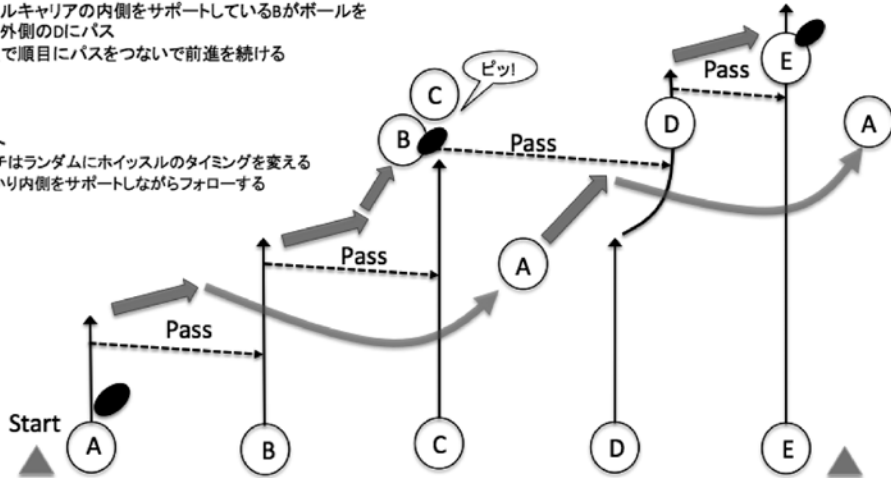 ルキャリアの内側をサポートしているBがボールを
外側のDにパス
で順目にパスをつないで前進を続ける
ト
チはランダムにホイッスルのタイミングを変える
かり内側をサポートしながらフォローする
ピッ!
C
B
E
Pass
D
A
Pass
A
Pass
Pass
Start
A
B
C
D
E